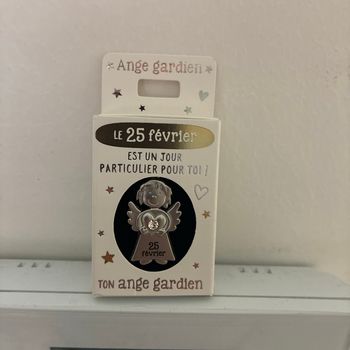 Ange gardien
LE 25 février
EST UN JOUR
PARTICULIER POUR TOI !
25
février
TON ange gardien